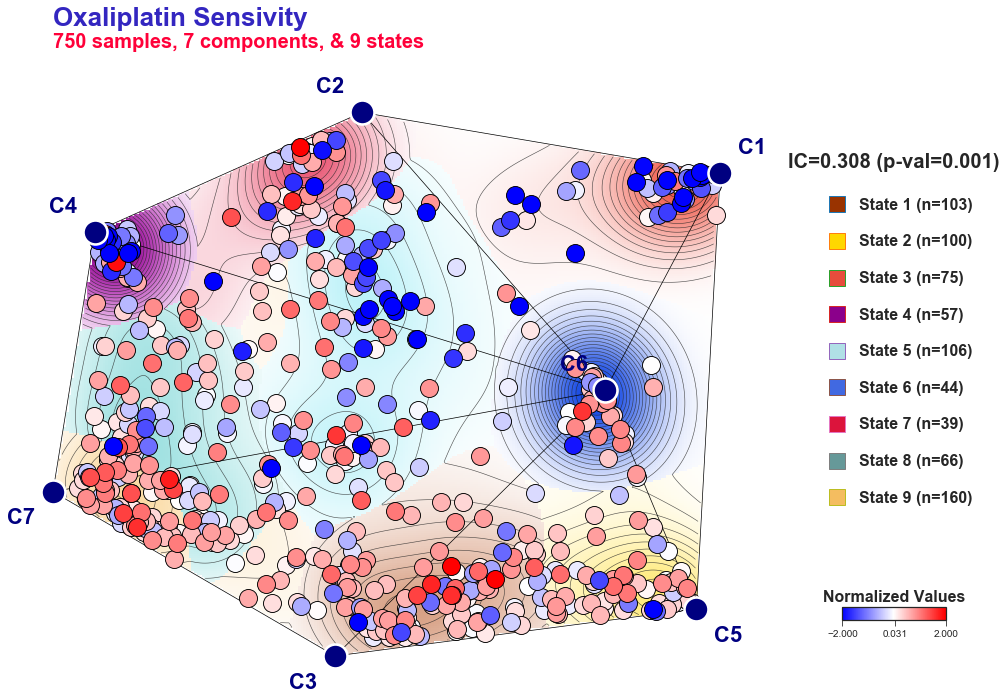 Oxaliplatin Sensivity
750 samples, 7 components, & 9 states
C2
C1
IC=0.308 (p-val=0.001)
C4
State 1 (n=103)
State 2 (n=100)
State 3 (n=75)
State 4 (n=57)
State 5 (n=106)
C6
State 6 (n=44)
State 7 (n=39)
State 8 (n=66)
State 9 (n=160)
C7
Normalized Values
−2.000 0.031 2.000
C5
C3